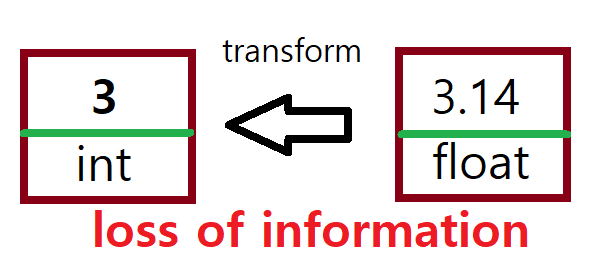 transform
3
int
3.14
float
loss of information